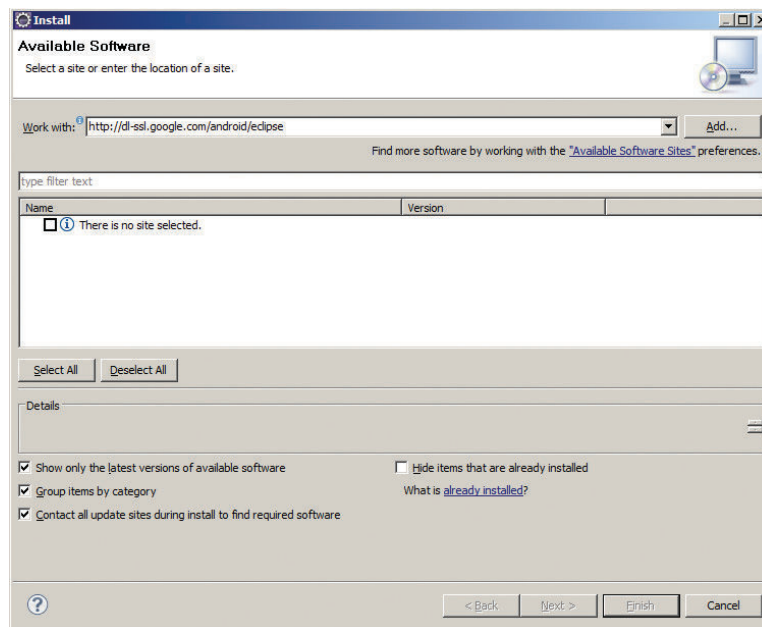 Install
Available Software
Select a site or enter the location of a site.
Work with: http://dl-ssl.google.com/android/eclipse Add...
Find more software by working with the "Available Software Sites" preferences.
type filter text
Name Version
There is no site selected.
Select All Deselect All
Details
Show only the latest versions of available software Hide items that are already installed
Group items by category What is already installed?
Contact all update sites during install to find required software
? < Back Next > Finish Cancel